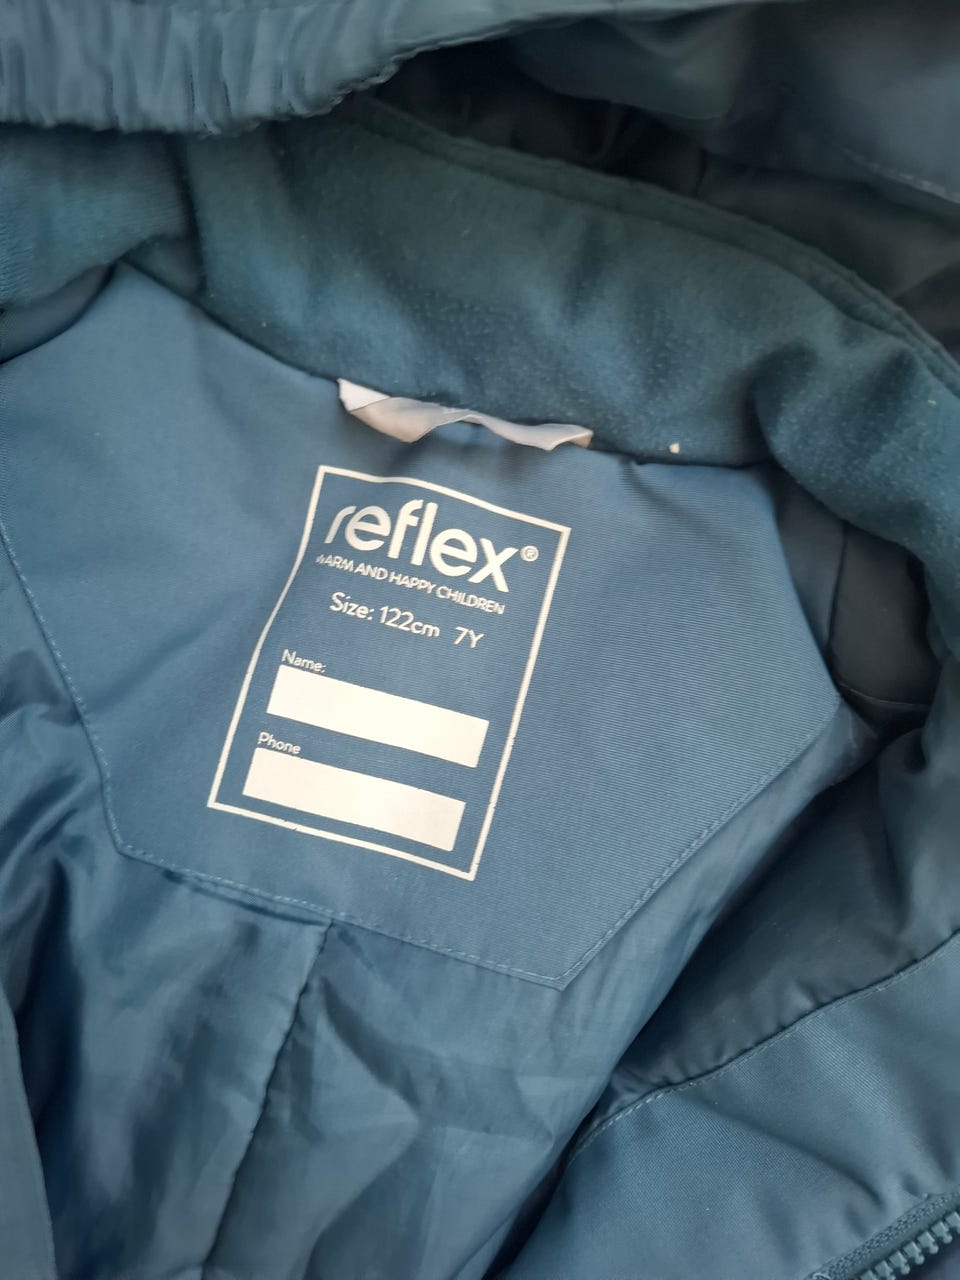 reflex®
WARM AND HAPPY CHILDREN
Size: 122cm 7Y
Name:
Phone